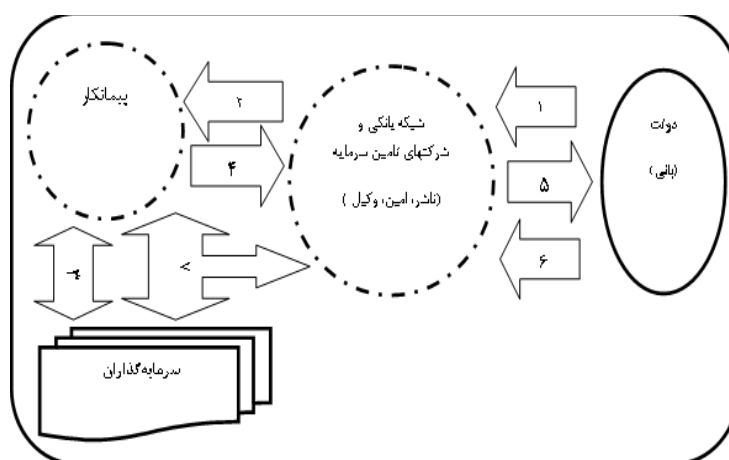 دولت
(بانی)
۱
۵
۶
شبکه بانکی و
شرکتهای تامین سرمایه
(ناشر، امین، وکیل )
۲
۴
پیمانکار
۳
۷
سرمایه‌گذاران